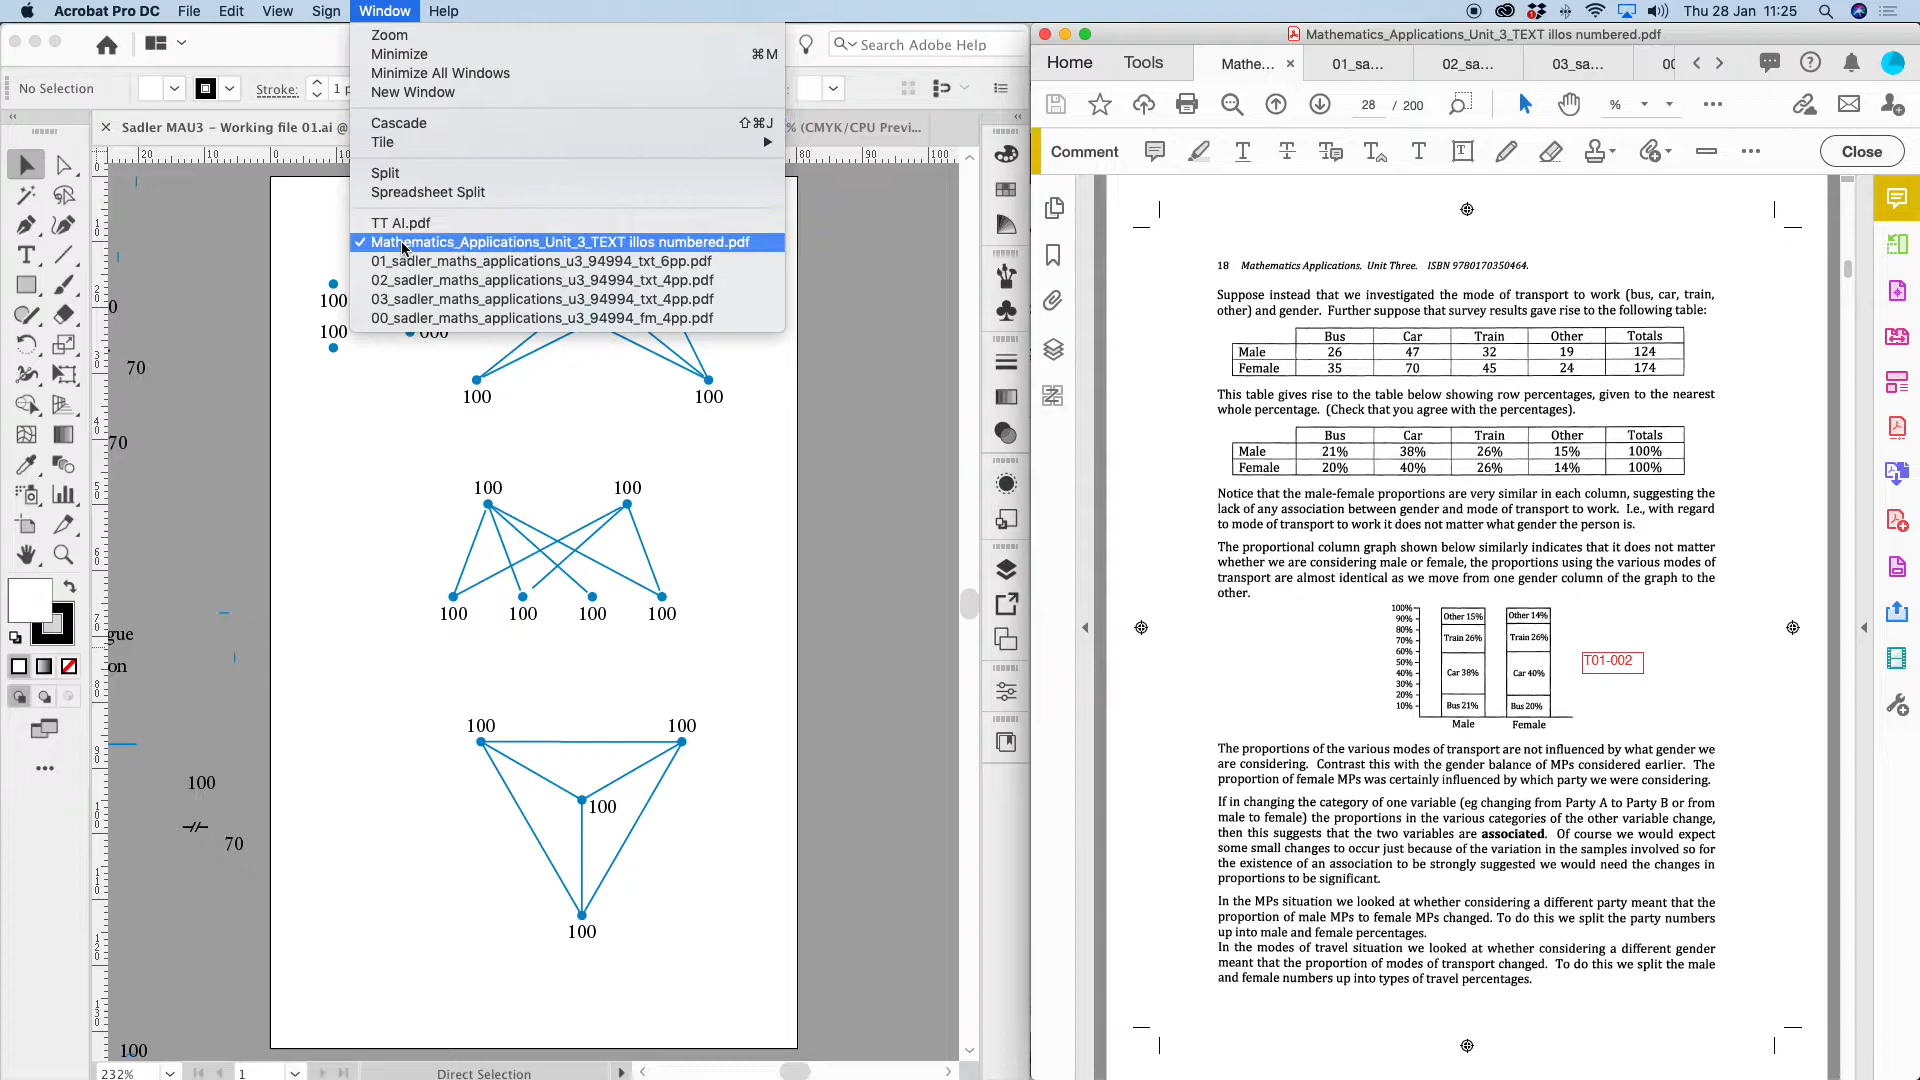 Acrobat Pro DC File Edit View Sign Window Help
Thu 28 Jan 11:25
Zoom
Minimize ⌘M
Minimize All Windows
New Window
Cascade ⇧⌘J
Tile
Split
Spreadsheet Split
TT AI.pdf
✓ Mathematics_Applications_Unit_3_TEXT illos numbered.pdf
01_sadler_maths_applications_u3_94994_txt_6pp.pdf
02_sadler_maths_applications_u3_94994_txt_4pp.pdf
03_sadler_maths_applications_u3_94994_txt_4pp.pdf
00_sadler_maths_applications_u3_94994_fm_4pp.pdf
Search Adobe Help
No Selection
Stroke: 1 p
Sadler MAU3 – Working file 01.ai @
% (CMYK/CPU Previ...
20 10 0 10
80 90 100
0
70
70
gue
on
100
70
100
100
100
000
100 100
100 100
100 100 100 100
100 100
100
100
232%
1
Direct Selection
Mathematics_Applications_Unit_3_TEXT illos numbered.pdf
Home Tools Mathe... × 01_sa... 02_sa... 03_sa... 00
28 / 200 %
Comment
Close
18 Mathematics Applications. Unit Three. ISBN 9780170350464.
Suppose instead that we investigated the mode of transport to work (bus, car, train,
other) and gender. Further suppose that survey results gave rise to the following table:
Bus Car Train Other Totals
Male 26 47 32 19 124
Female 35 70 45 24 174
This table gives rise to the table below showing row percentages, given to the nearest
whole percentage. (Check that you agree with the percentages).
Bus Car Train Other Totals
Male 21% 38% 26% 15% 100%
Female 20% 40% 26% 14% 100%
Notice that the male-female proportions are very similar in each column, suggesting the
lack of any association between gender and mode of transport to work. I.e., with regard
to mode of transport to work it does not matter what gender the person is.
The proportional column graph shown below similarly indicates that it does not matter
whether we are considering male or female, the proportions using the various modes of
transport are almost identical as we move from one gender column of the graph to the
other.
100%
90%
80%
70%
60%
50%
40%
30%
20%
10%
Other 15% Other 14%
Train 26% Train 26%
Car 38% Car 40%
Bus 21% Bus 20%
Male Female
T01-002
The proportions of the various modes of transport are not influenced by what gender we
are considering. Contrast this with the gender balance of MPs considered earlier. The
proportion of female MPs was certainly influenced by which party we were considering.
If in changing the category of one variable (eg changing from Party A to Party B or from
male to female) the proportions in the various categories of the other variable change,
then this suggests that the two variables are associated. Of course we would expect
some small changes to occur just because of the variation in the samples involved so for
the existence of an association to be strongly suggested we would need the changes in
proportions to be significant.
In the MPs situation we looked at whether considering a different party meant that the
proportion of male MPs to female MPs changed. To do this we split the party numbers
up into male and female percentages.
In the modes of travel situation we looked at whether considering a different gender
meant that the proportion of modes of transport changed. To do this we split the male
and female numbers up into types of travel percentages.